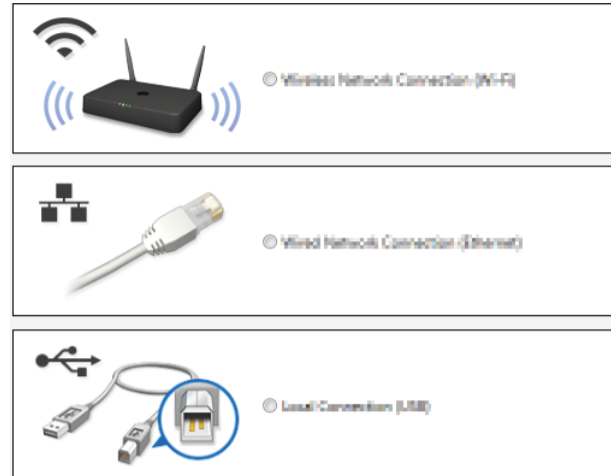 Wireless Network Connection (Wi-Fi)
Wired Network Connection (Ethernet)
Local Connection (USB)